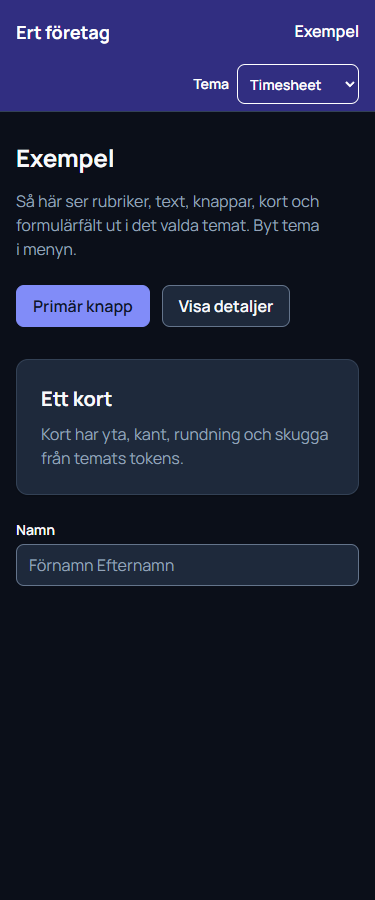 Ert företag
Exempel
Tema
Timesheet
Exempel
Så här ser rubriker, text, knappar, kort och
formulärfält ut i det valda temat. Byt tema
i menyn.
Primär knapp
Visa detaljer
Ett kort
Kort har yta, kant, rundning och skugga
från temats tokens.
Namn
Förnamn Efternamn